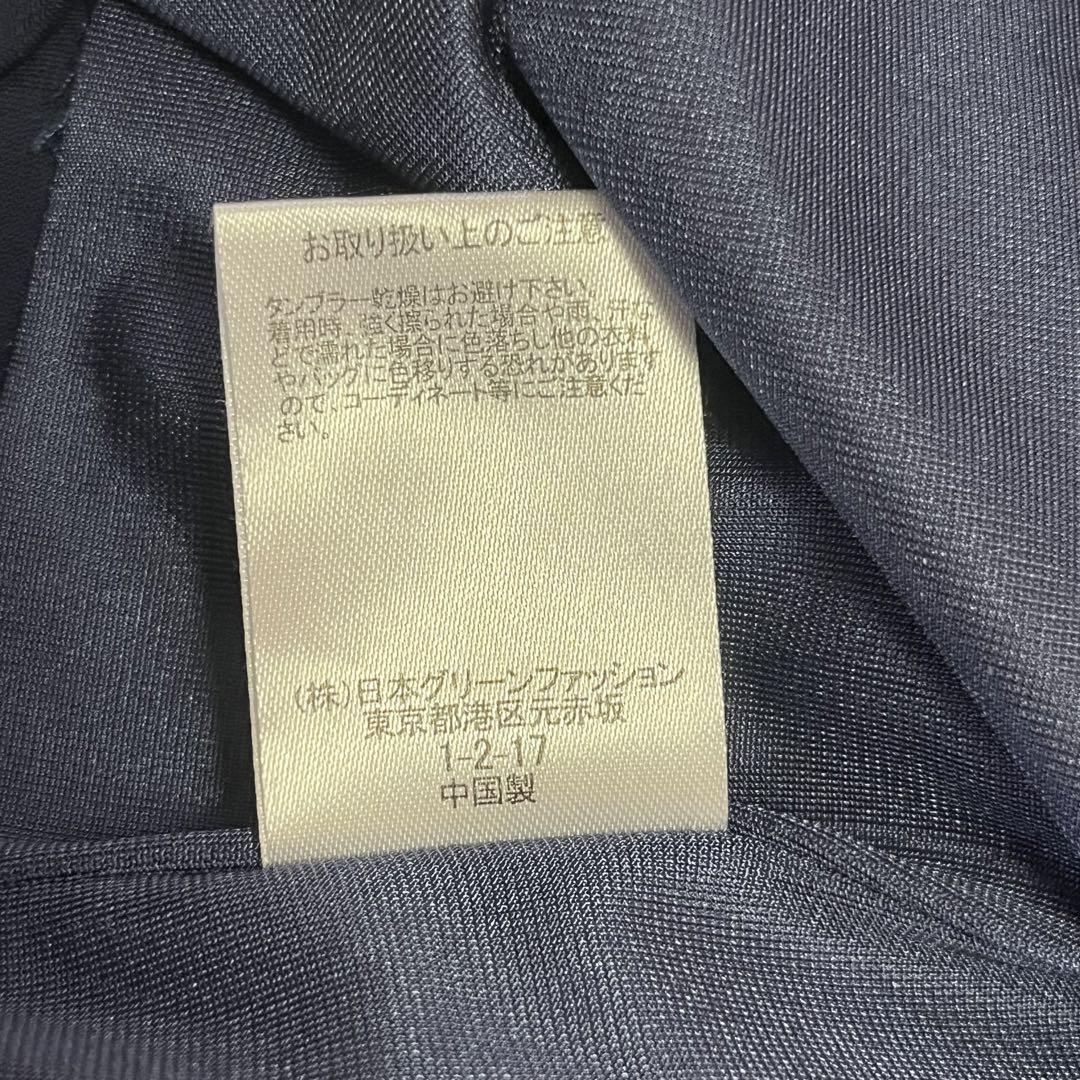 お取り扱い上のご注意
タンブラー乾燥はお避け下さい。
着用時、強く擦られた場合や雨、汗な
どで濡れた場合に色落ちし他の衣料
やバッグに色移りする恐れがあります
ので、コーディネート等にご注意くだ
さい。
(株)日本グリーンファッション
東京都港区元赤坂
1-2-17
中国製